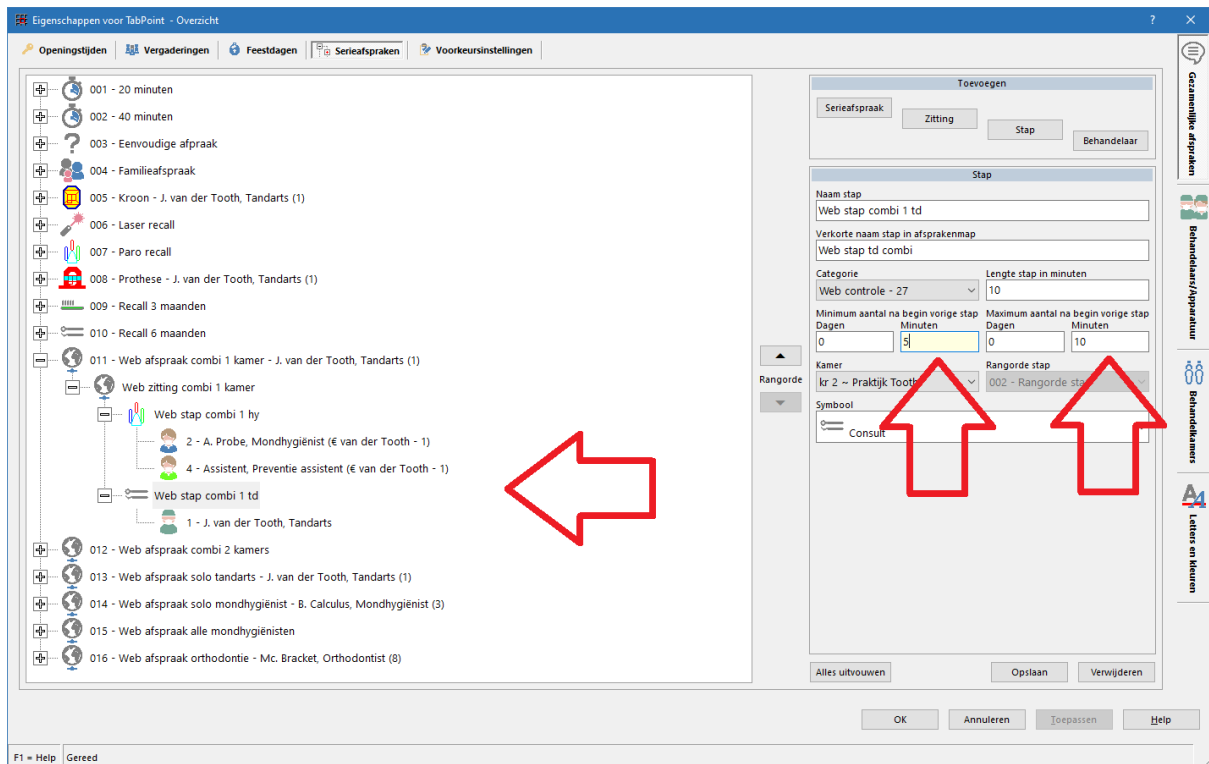 Eigenschappen voor TabPoint - Overzicht
?
Openingstijden Vergaderingen Feestdagen Serieafspraken Voorkeursinstellingen
001 - 20 minuten
002 - 40 minuten
003 - Eenvoudige afpraak
004 - Familieafspraak
005 - Kroon - J. van der Tooth, Tandarts (1)
006 - Laser recall
007 - Paro recall
008 - Prothese - J. van der Tooth, Tandarts (1)
009 - Recall 3 maanden
010 - Recall 6 maanden
011 - Web afspraak combi 1 kamer - J. van der Tooth, Tandarts (1)
Web zitting combi 1 kamer
Web stap combi 1 hy
2 - A. Probe, Mondhygiënist (€ van der Tooth - 1)
4 - Assistent, Preventie assistent (€ van der Tooth - 1)
Web stap combi 1 td
1 - J. van der Tooth, Tandarts
012 - Web afspraak combi 2 kamers
013 - Web afspraak solo tandarts - J. van der Tooth, Tandarts (1)
014 - Web afspraak solo mondhygiënist - B. Calculus, Mondhygiënist (3)
015 - Web afspraak alle mondhygiënisten
016 - Web afspraak orthodontie - Mc. Bracket, Orthodontist (8)
Rangorde
Toevoegen
Serieafspraak
Zitting
Stap
Behandelaar
Stap
Naam stap
Web stap combi 1 td
Verkorte naam stap in afsprakenmap
Web stap td combi
Categorie Lengte stap in minuten
Web controle - 27 10
Minimum aantal na begin vorige stap Maximum aantal na begin vorige stap
Dagen Minuten Dagen Minuten
0 5 0 10
Kamer Rangorde stap
kr 2 ~ Praktijk Tooth 002 - Rangorde sta
Symbool
Consult
Alles uitvouwen Opslaan Verwijderen
OK Annuleren Toepassen Help
F1 = Help Gereed
Gezamenlijke afspraken
Behandelaars/Apparatuur
Behandelkamers
Letters en kleuren